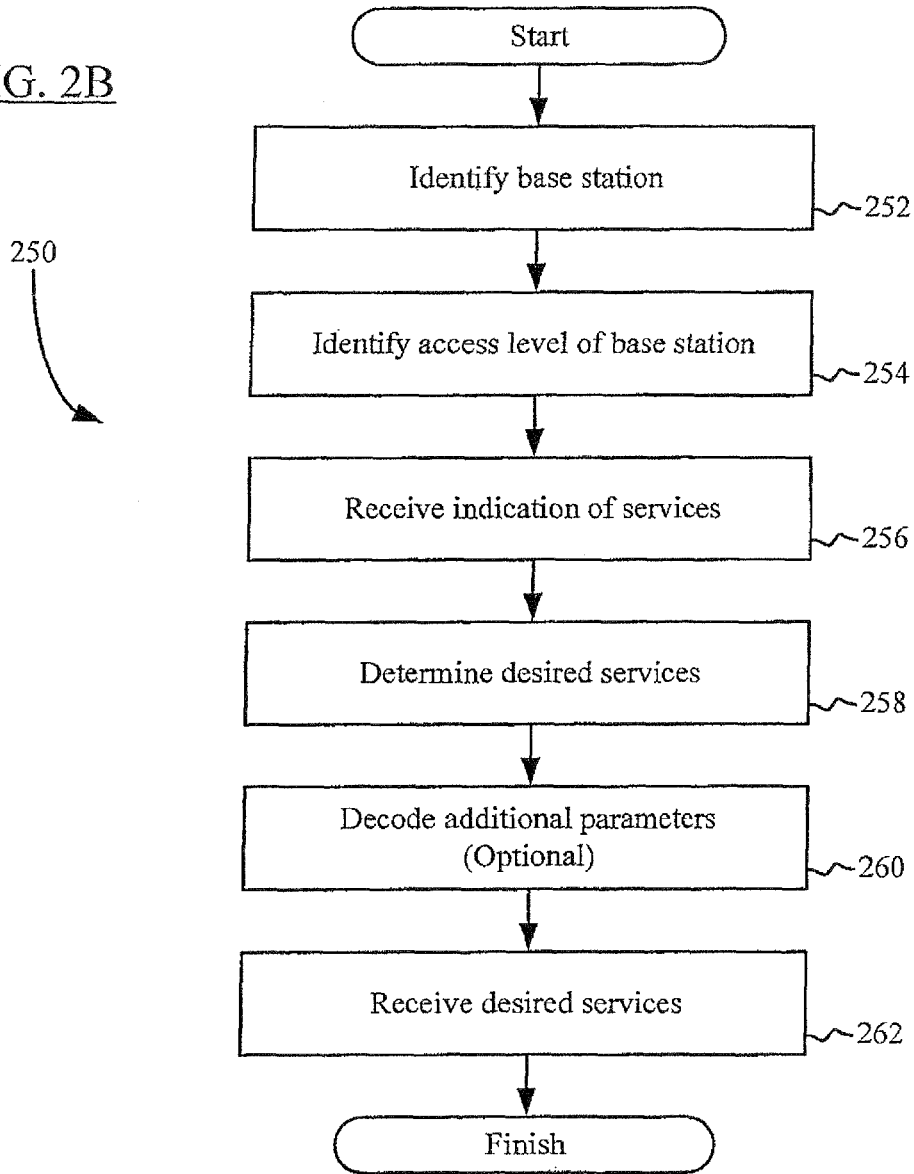 Start
G. 2B
Identify base station
252
250
Identify access level of base station
254
Receive indication of services
256
Determine desired services
258
Decode additional parameters
(Optional)
260
Receive desired services
262
Finish